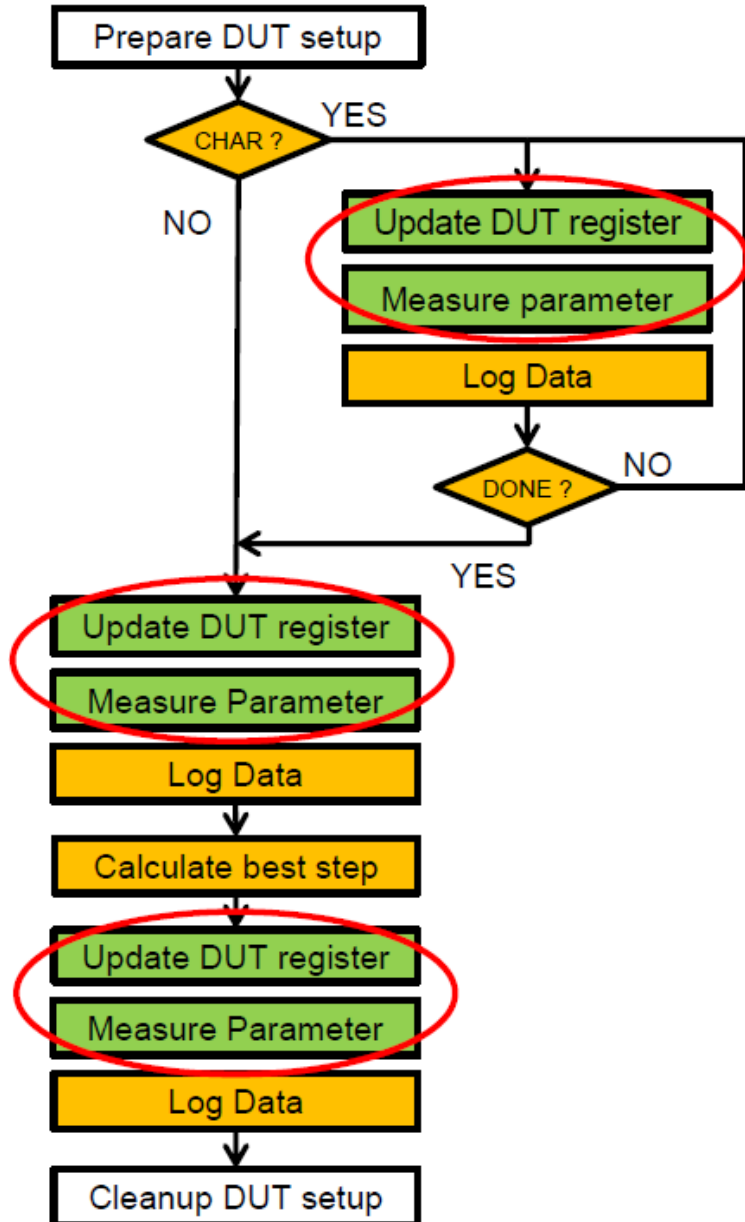 Prepare DUT setup
CHAR ?
YES
NO
Update DUT register
Measure parameter
Log Data
DONE ?
NO
YES
Update DUT register
Measure Parameter
Log Data
Calculate best step
Update DUT register
Measure Parameter
Log Data
Cleanup DUT setup